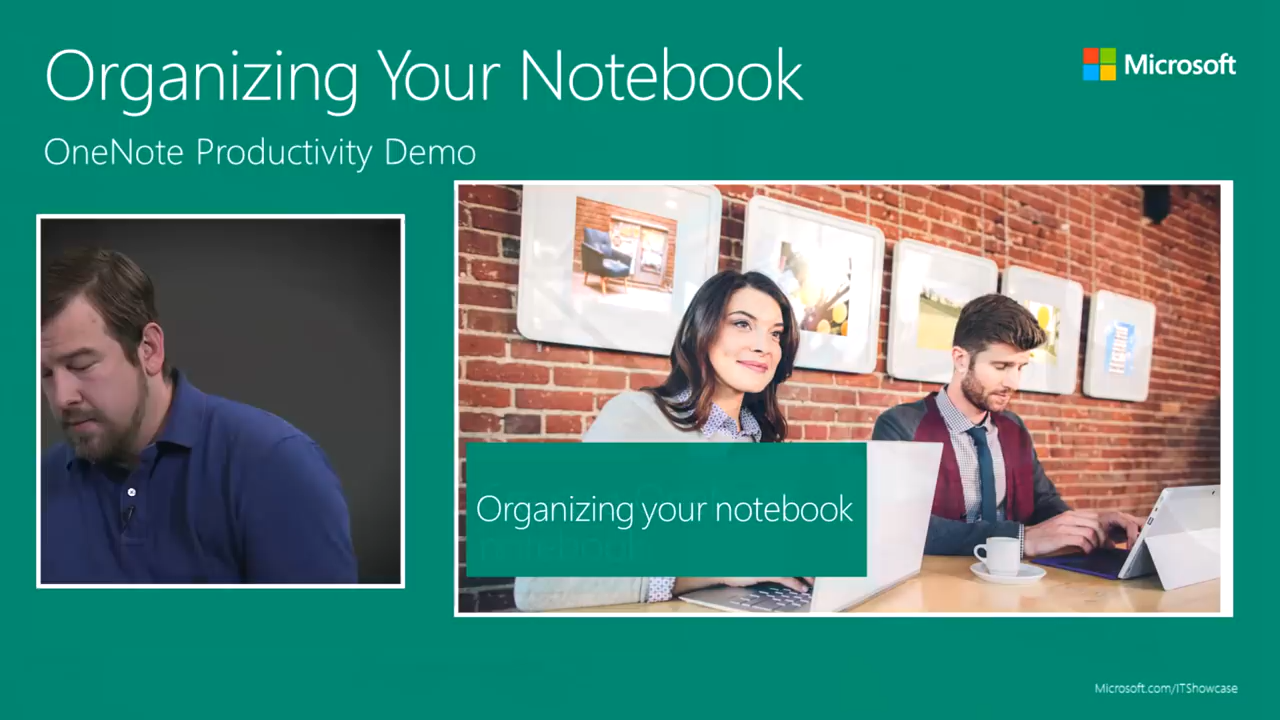 Organizing Your Notebook
Microsoft
OneNote Productivity Demo
Organizing your notebook
Microsoft.com/ITShowcase